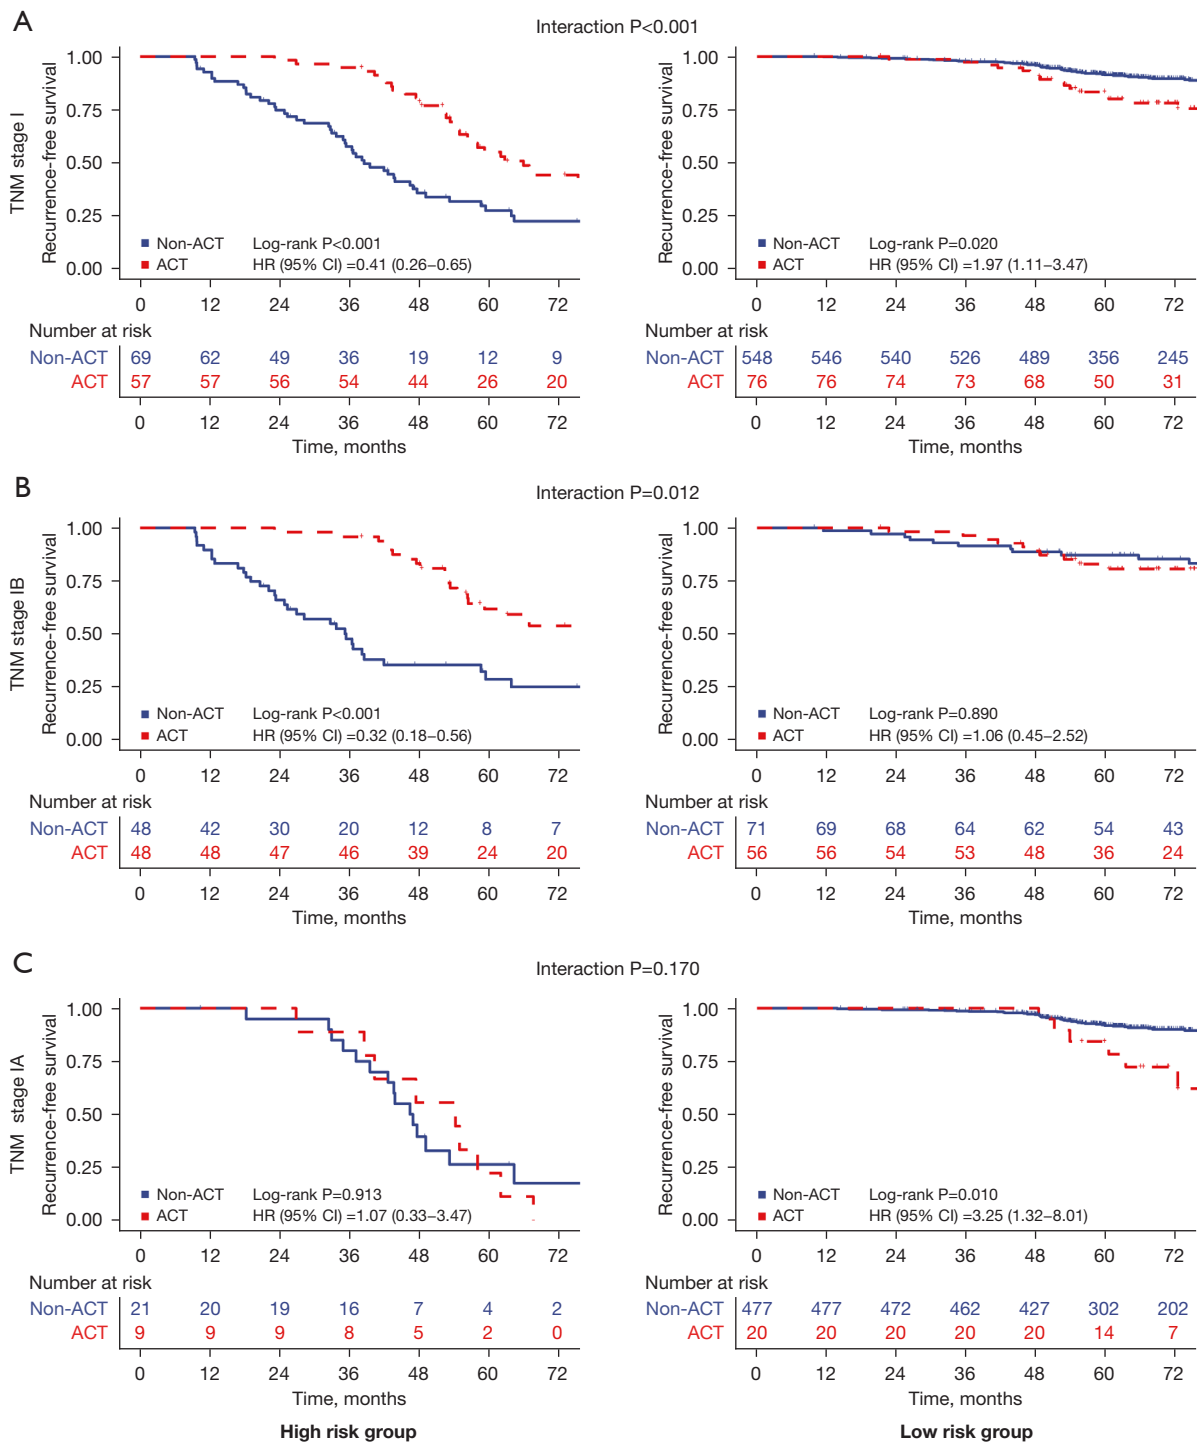 A
Interaction P<0.001
TNM stage I
Recurrence-free survival
1.00
0.75
0.50
0.25
0.00
Non-ACT Log-rank P<0.001
ACT HR (95% CI) =0.41 (0.26–0.65)
0 12 24 36 48 60 72
Number at risk
Non-ACT 69 62 49 36 19 12 9
ACT 57 57 56 54 44 26 20
0 12 24 36 48 60 72
Time, months
Recurrence-free survival
1.00
0.75
0.50
0.25
0.00
Non-ACT Log-rank P=0.020
ACT HR (95% CI) =1.97 (1.11–3.47)
0 12 24 36 48 60 72
Number at risk
Non-ACT 548 546 540 526 489 356 245
ACT 76 76 74 73 68 50 31
0 12 24 36 48 60 72
Time, months
B
Interaction P=0.012
TNM stage IB
Recurrence-free survival
1.00
0.75
0.50
0.25
0.00
Non-ACT Log-rank P<0.001
ACT HR (95% CI) =0.32 (0.18–0.56)
0 12 24 36 48 60 72
Number at risk
Non-ACT 48 42 30 20 12 8 7
ACT 48 48 47 46 39 24 20
0 12 24 36 48 60 72
Time, months
Recurrence-free survival
1.00
0.75
0.50
0.25
0.00
Non-ACT Log-rank P=0.890
ACT HR (95% CI) =1.06 (0.45–2.52)
0 12 24 36 48 60 72
Number at risk
Non-ACT 71 69 68 64 62 54 43
ACT 56 56 54 53 48 36 24
0 12 24 36 48 60 72
Time, months
C
Interaction P=0.170
TNM stage IA
Recurrence-free survival
1.00
0.75
0.50
0.25
0.00
Non-ACT Log-rank P=0.913
ACT HR (95% CI) =1.07 (0.33–3.47)
0 12 24 36 48 60 72
Number at risk
Non-ACT 21 20 19 16 7 4 2
ACT 9 9 9 8 5 2 0
0 12 24 36 48 60 72
Time, months
High risk group
Recurrence-free survival
1.00
0.75
0.50
0.25
0.00
Non-ACT Log-rank P=0.010
ACT HR (95% CI) =3.25 (1.32–8.01)
0 12 24 36 48 60 72
Number at risk
Non-ACT 477 477 472 462 427 302 202
ACT 20 20 20 20 20 14 7
0 12 24 36 48 60 72
Time, months
Low risk group